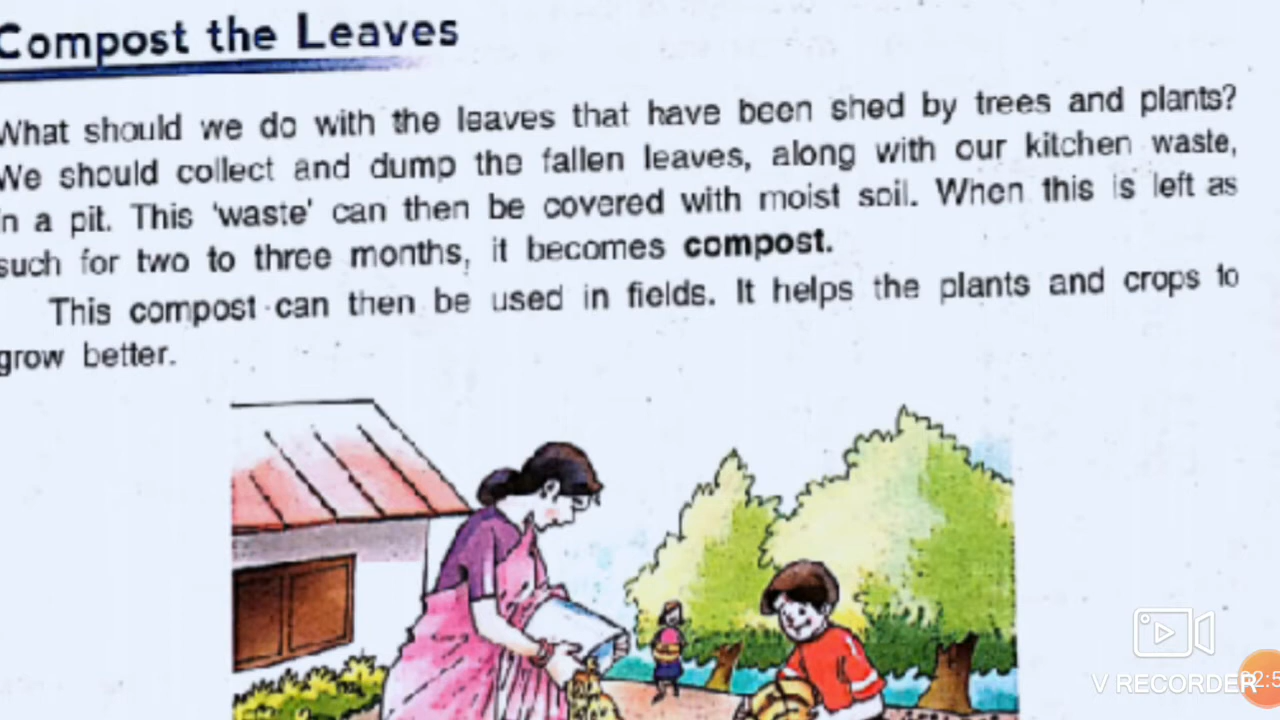 Compost the Leaves
What should we do with the leaves that have been shed by trees and plants?
We should collect and dump the fallen leaves, along with our kitchen waste,
in a pit. This 'waste' can then be covered with moist soil. When this is left as
such for two to three months, it becomes compost.
This compost can then be used in fields. It helps the plants and crops to
grow better.
V RECORDER